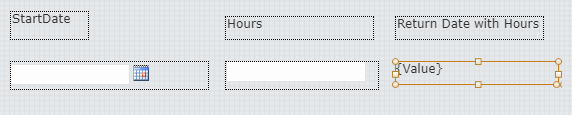 StartDate
Hours
Return Date with Hours
{Value}